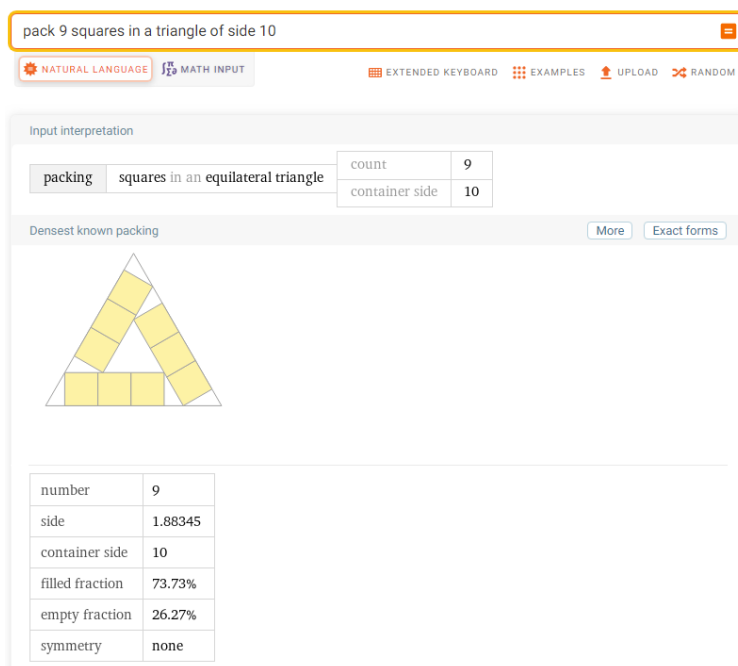 pack 9 squares in a triangle of side 10
NATURAL LANGUAGE
MATH INPUT
EXTENDED KEYBOARD
EXAMPLES
UPLOAD
RANDOM
Input interpretation
packing squares in an equilateral triangle
count 9
container side 10
Densest known packing
More
Exact forms
number 9
side 1.88345
container side 10
filled fraction 73.73%
empty fraction 26.27%
symmetry none